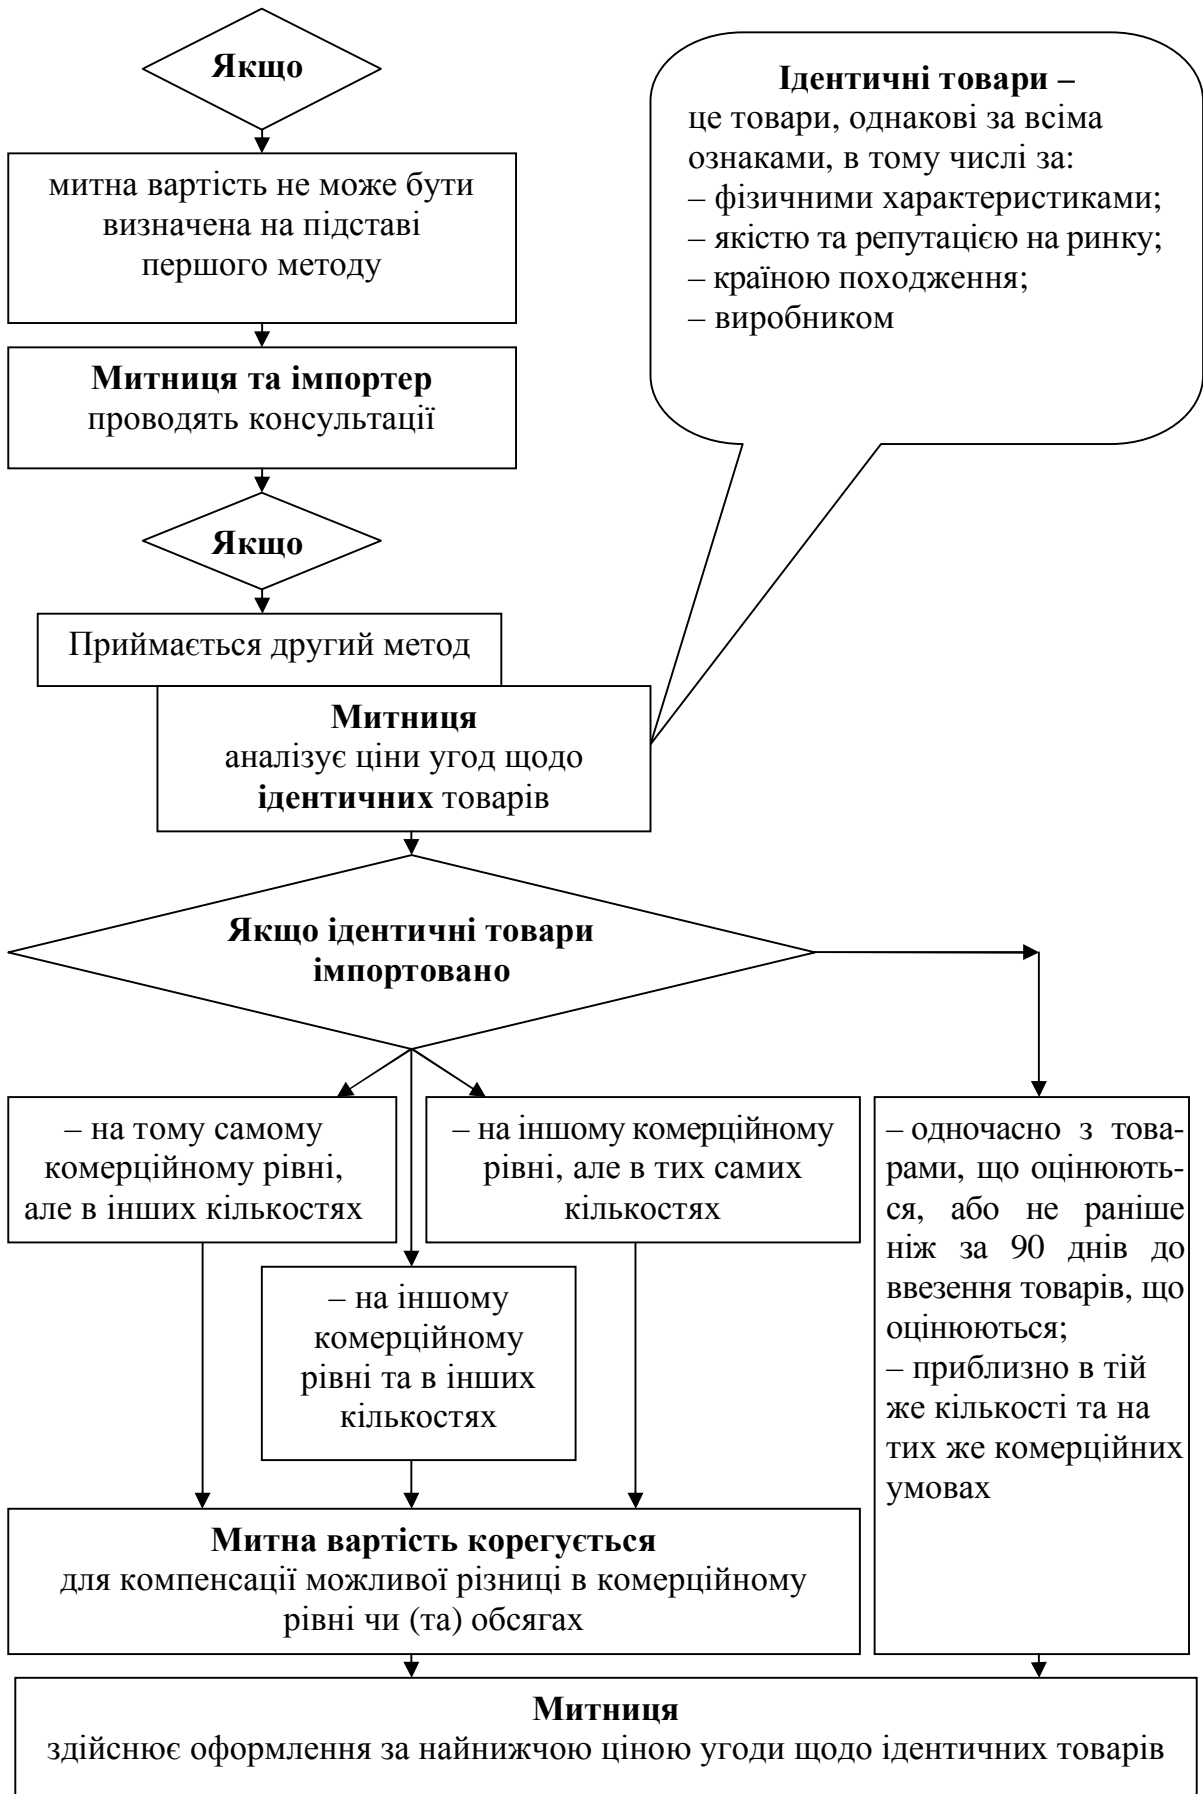 Якщо
митна вартість не може бути
визначена на підставі
першого методу
Митниця та імпортер
проводять консультації
Якщо
Приймається другий метод
Митниця
аналізує ціни угод щодо
ідентичних товарів
Ідентичні товари –
це товари, однакові за всіма
ознаками, в тому числі за:
– фізичними характеристиками;
– якістю та репутацією на ринку;
– країною походження;
– виробником
Якщо ідентичні товари
імпортовано
– на тому самому
комерційному рівні,
але в інших кількостях
– на іншому
комерційному
рівні та в інших
кількостях
– на іншому комерційному
рівні, але в тих самих
кількостях
– одночасно з това-
рами, що оцінюють-
ся, або не раніше
ніж за 90 днів до
ввезення товарів, що
оцінюються;
– приблизно в тій
же кількості та на
тих же комерційних
умовах
Митна вартість корегується
для компенсації можливої різниці в комерційному
рівні чи (та) обсягах
Митниця
здійснює оформлення за найнижчою ціною угоди щодо ідентичних товарів